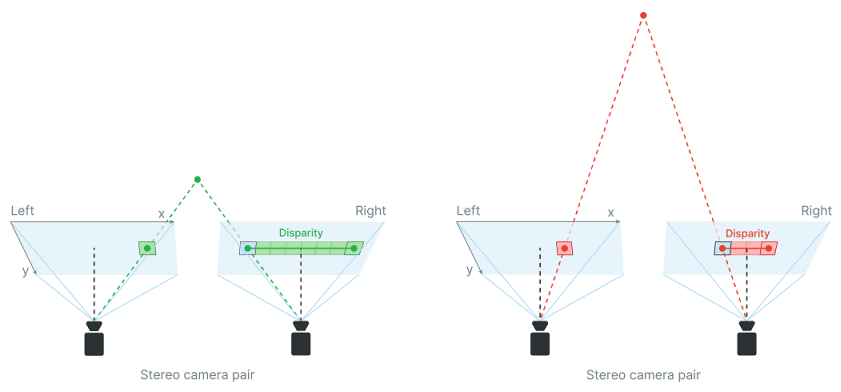 Left
x
Right
Disparity
y
Stereo camera pair
Left
x
Right
Disparity
y
Stereo camera pair